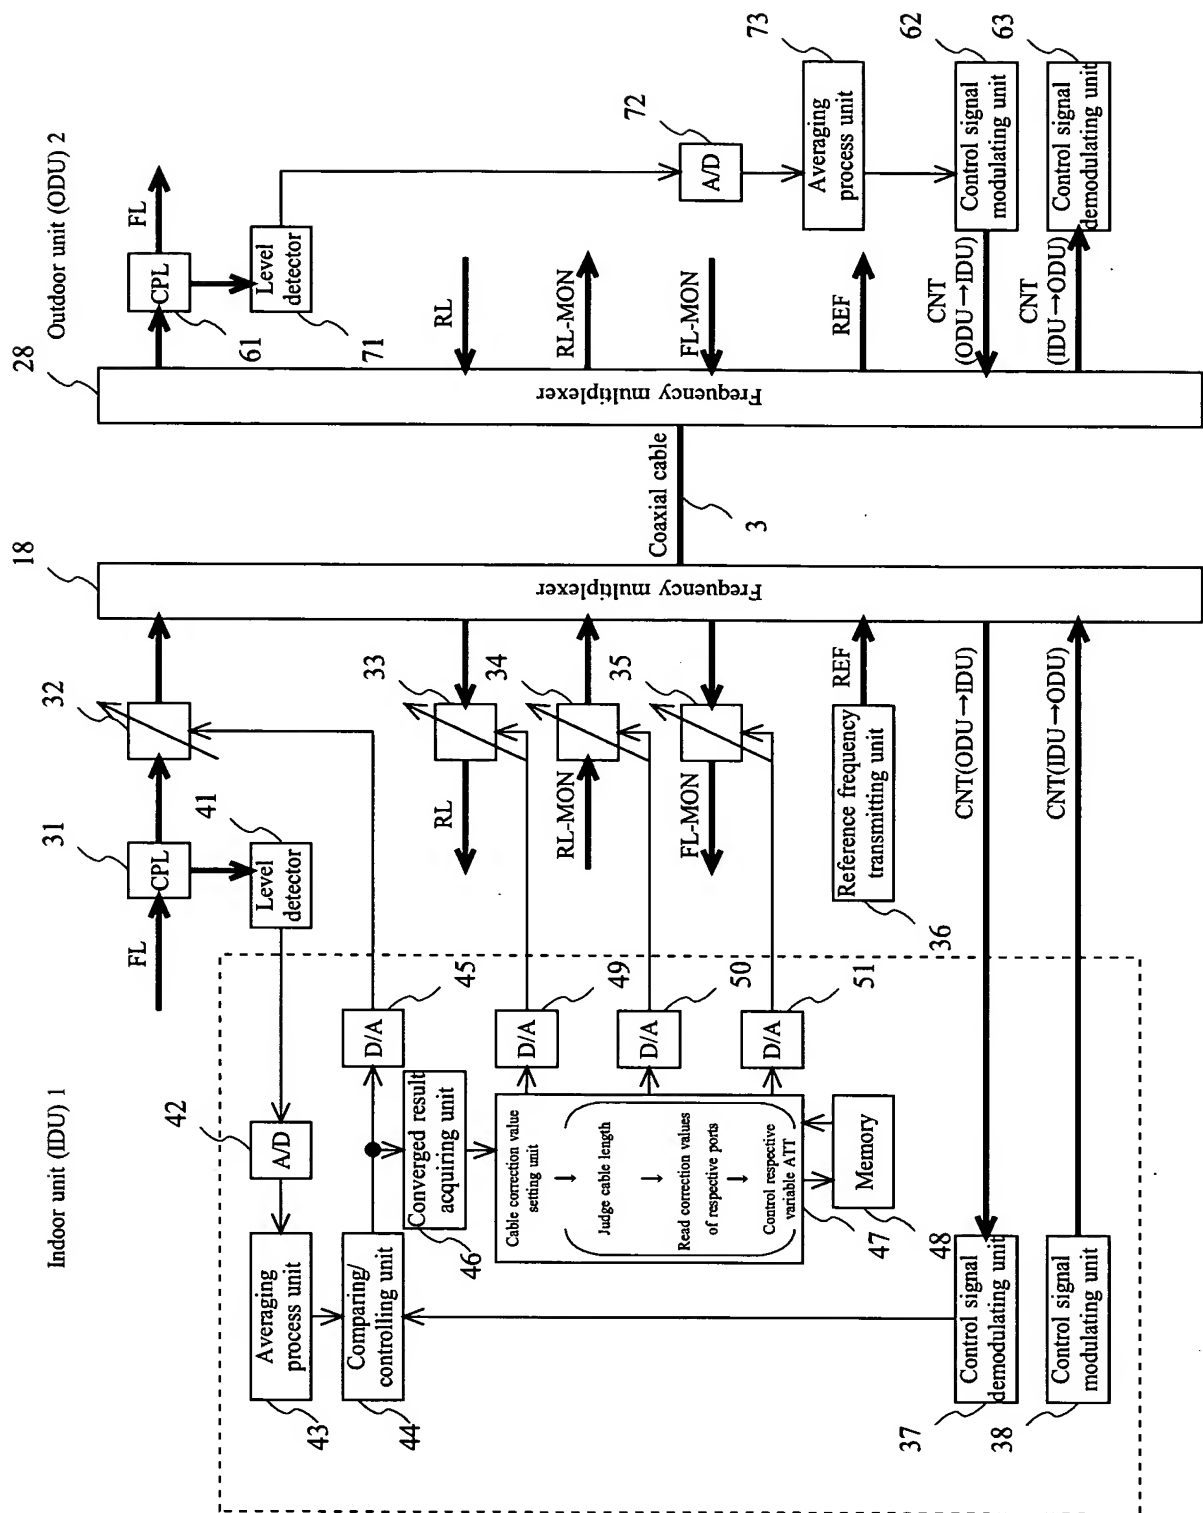 Indoor unit (IDU) 1
Outdoor unit (ODU) 2
FL
31
CPL
32
18
28
CPL
FL
61
41
Level
detector
Level
detector
71
42
A/D
Averaging
process unit
43
Comparing/
controlling unit
44
D/A
45
Converged result
acquiring unit
46
Cable correction value
setting unit
↓
Judge cable length
↓
Read correction values
of respective ports
↓
Control respective
variable ATT
47
Memory
48
D/A
49
D/A
50
D/A
51
33
RL
34
RL-MON
35
FL-MON
Reference frequency
transmitting unit
36
REF
Control signal
demodulating unit
37
CNT(ODU→IDU)
Control signal
modulating unit
38
CNT(IDU→ODU)
Frequency multiplexer
Coaxial cable
3
Frequency multiplexer
RL
RL-MON
FL-MON
REF
CNT
(ODU→IDU)
CNT
(IDU→ODU)
A/D
72
Averaging
process unit
73
Control signal
modulating unit
62
Control signal
demodulating unit
63